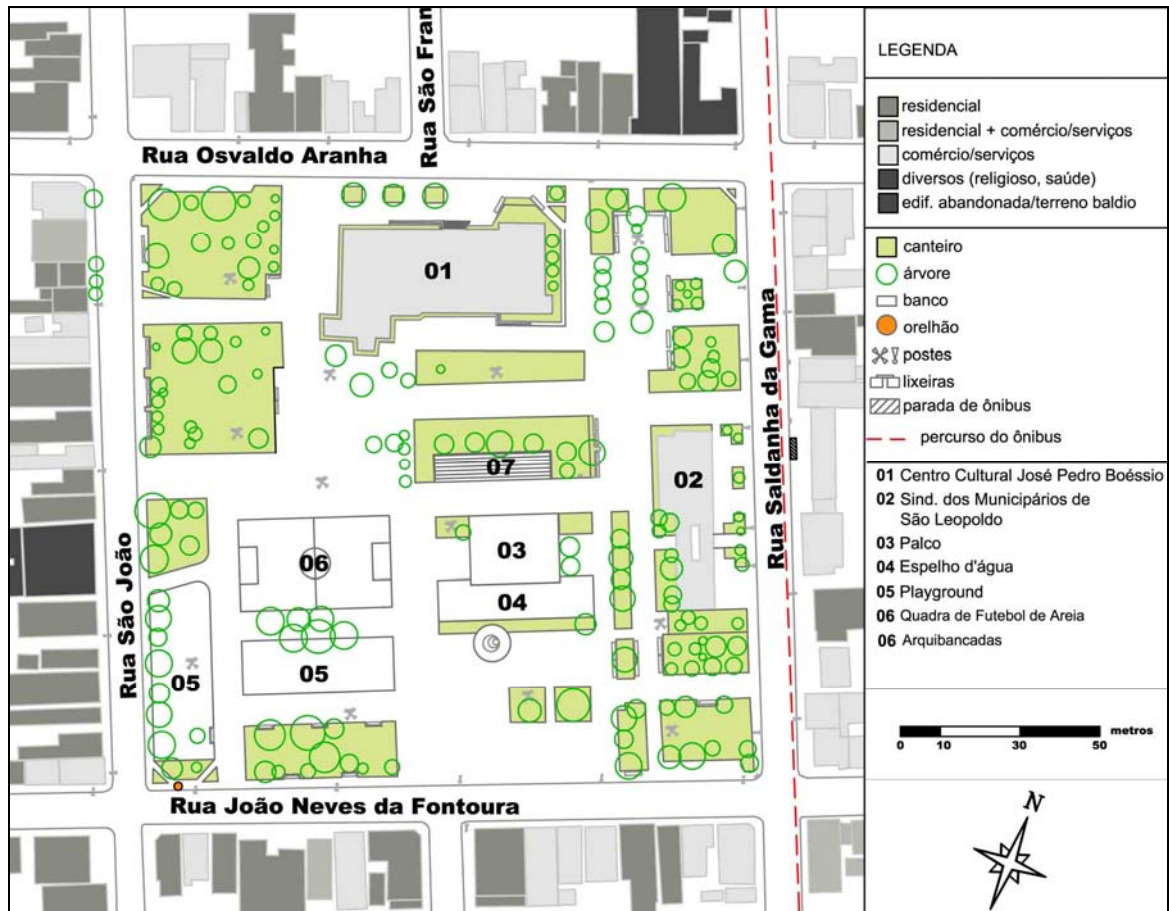 Rua São Fran
Rua Osvaldo Aranha
01
Rua Saldanha da Gama
07
02
03
06
04
Rua São João
05
05
Rua João Neves da Fontoura
LEGENDA
residencial
residencial + comércio/serviços
comércio/serviços
diversos (religioso, saúde)
edif. abandonada/terreno baldio
canteiro
árvore
banco
orelhão
postes
lixeiras
parada de ônibus
percurso do ônibus
01 Centro Cultural José Pedro Boéssio
02 Sind. dos Municipários de
São Leopoldo
03 Palco
04 Espelho d'água
05 Playground
06 Quadra de Futebol de Areia
06 Arquibancadas
metros
0 10 30 50
N